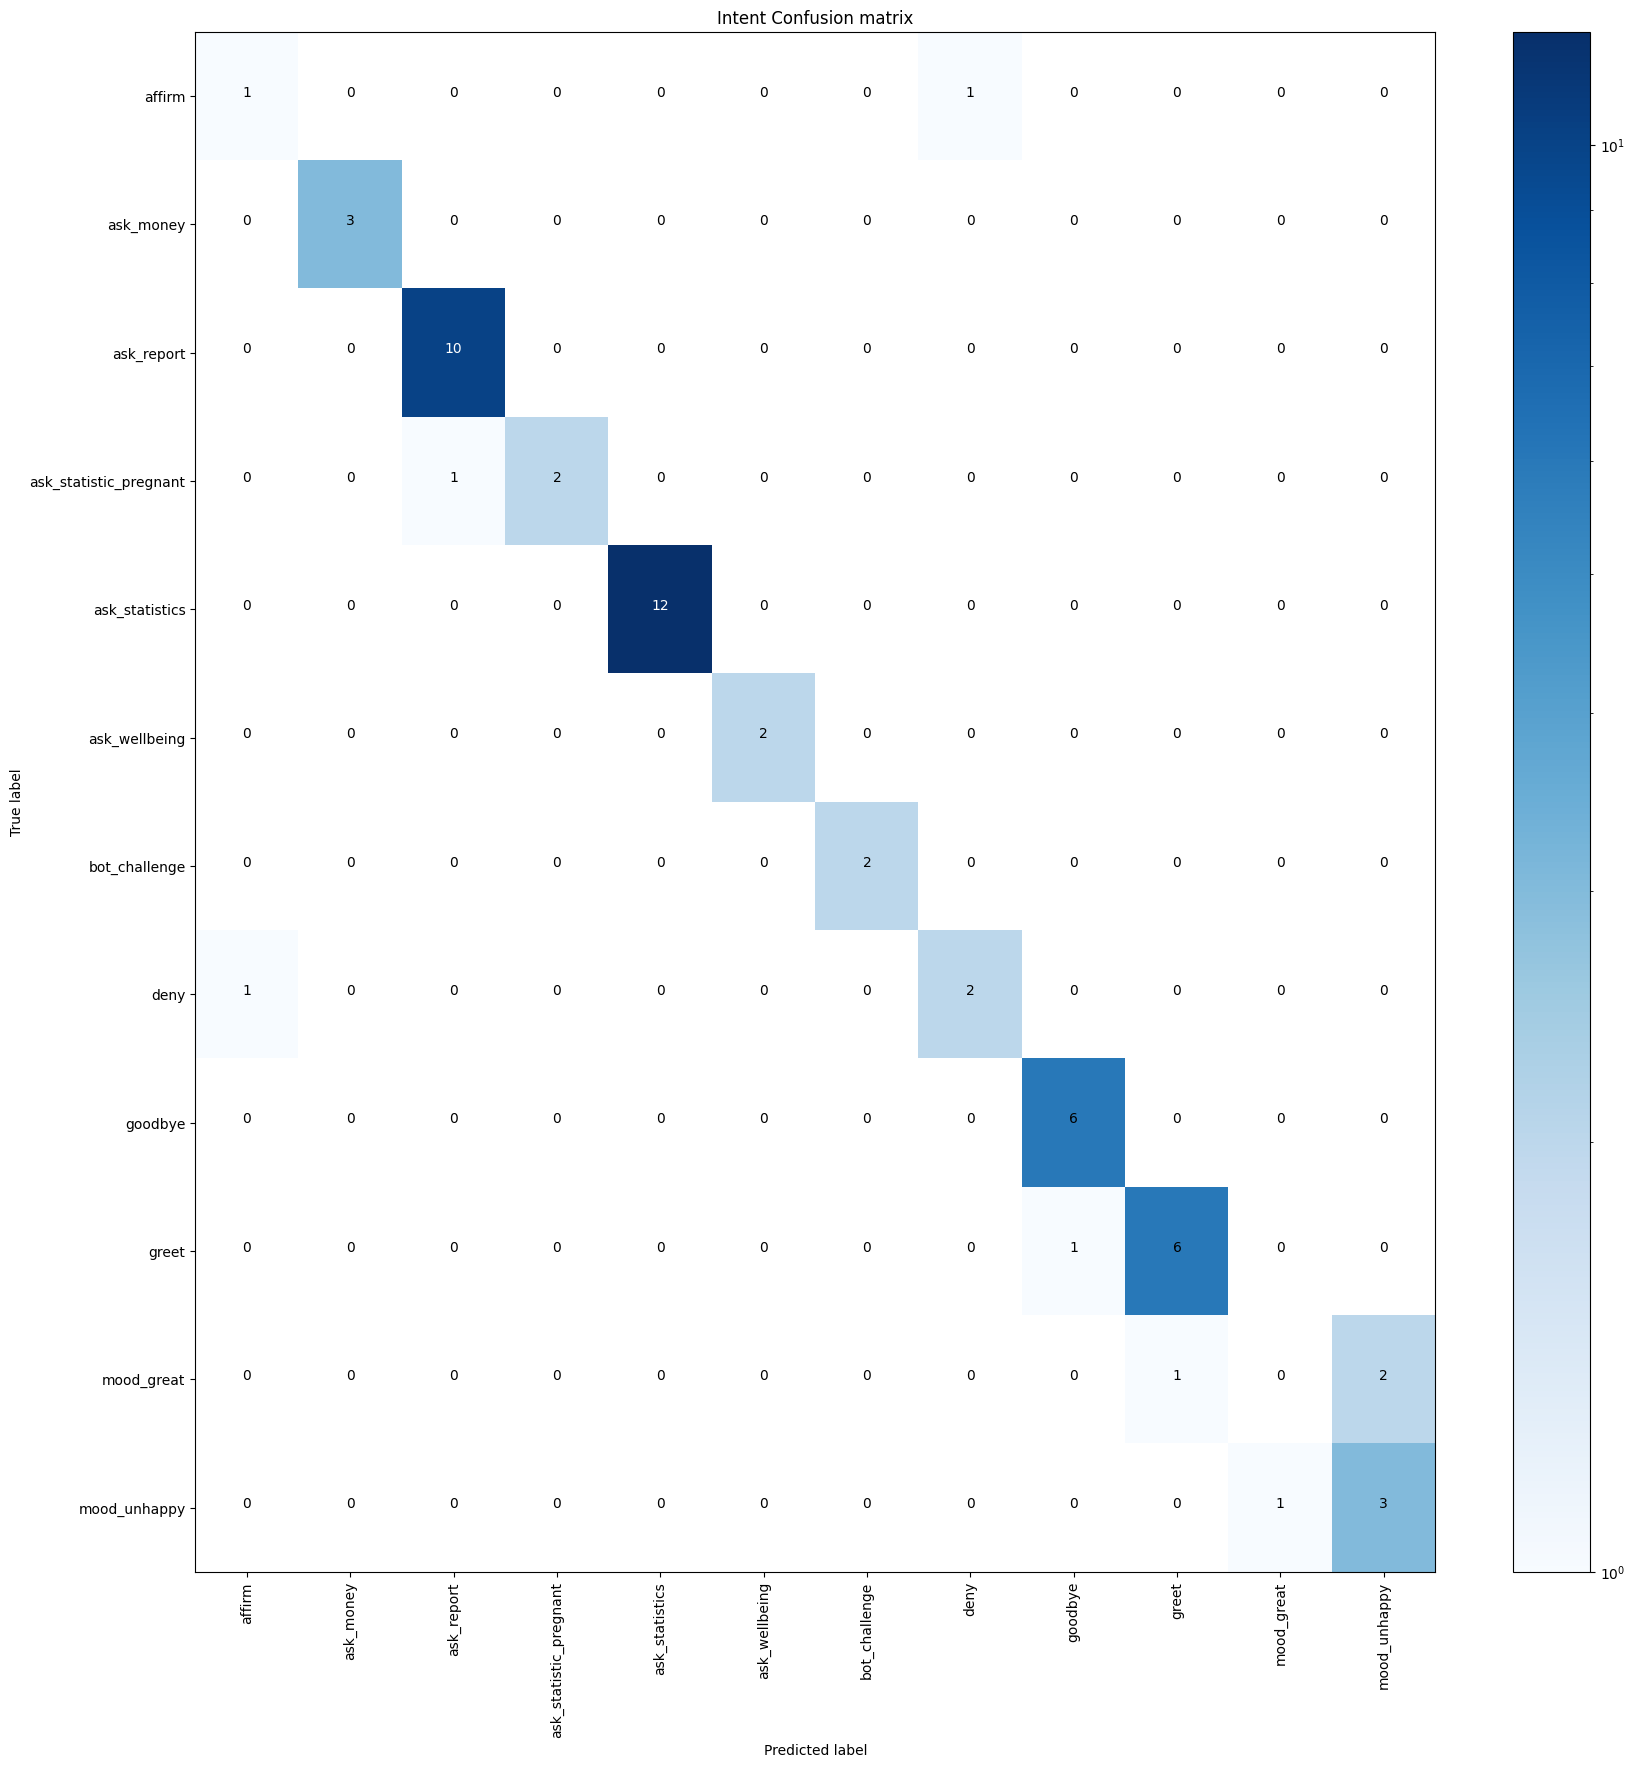 Intent Confusion matrix
affirm 1 0 0 0 0 0 0 1 0 0 0 0
ask_money 0 3 0 0 0 0 0 0 0 0 0 0
ask_report 0 0 10 0 0 0 0 0 0 0 0 0
ask_statistic_pregnant 0 0 1 2 0 0 0 0 0 0 0 0
ask_statistics 0 0 0 0 12 0 0 0 0 0 0 0
ask_wellbeing 0 0 0 0 0 2 0 0 0 0 0 0
bot_challenge 0 0 0 0 0 0 2 0 0 0 0 0
deny 1 0 0 0 0 0 0 2 0 0 0 0
goodbye 0 0 0 0 0 0 0 0 6 0 0 0
greet 0 0 0 0 0 0 0 0 1 6 0 0
mood_great 0 0 0 0 0 0 0 0 0 1 0 2
mood_unhappy 0 0 0 0 0 0 0 0 0 0 1 3
True label
affirm
ask_money
ask_report
ask_statistic_pregnant
ask_statistics
ask_wellbeing
bot_challenge
deny
goodbye
greet
mood_great
mood_unhappy
Predicted label
10¹
10⁰